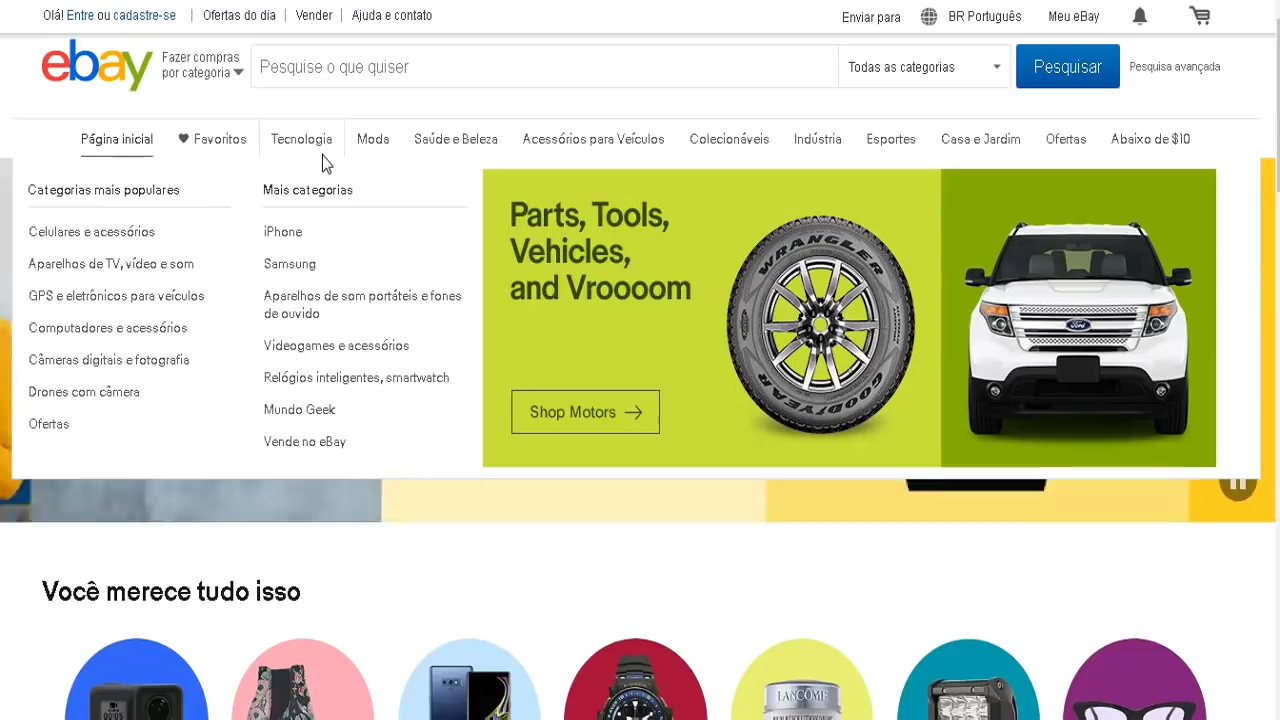 Olá! Entre ou cadastre-se
Ofertas do dia
Vender
Ajuda e contato
Enviar para
BR Português
Meu eBay
ebay
Fazer compras
por categoria
Pesquise o que quiser
Todas as categorias
Pesquisar
Pesquisa avançada
Página inicial
Favoritos
Tecnologia
Moda
Saúde e Beleza
Acessórios para Veículos
Colecionáveis
Indústria
Esportes
Casa e Jardim
Ofertas
Abaixo de $10
Categorias mais populares
Celulares e acessórios
Aparelhos de TV, vídeo e som
GPS e eletrônicos para veículos
Computadores e acessórios
Câmeras digitais e fotografia
Drones com câmera
Ofertas
Mais categorias
iPhone
Samsung
Aparelhos de som portáteis e fones
de ouvido
Videogames e acessórios
Relógios inteligentes, smartwatch
Mundo Geek
Vende no eBay
Parts, Tools,
Vehicles,
and Vroooom
Shop Motors
WRANGLER
GOODYEAR
Ford
Você merece tudo isso
LANCÔME